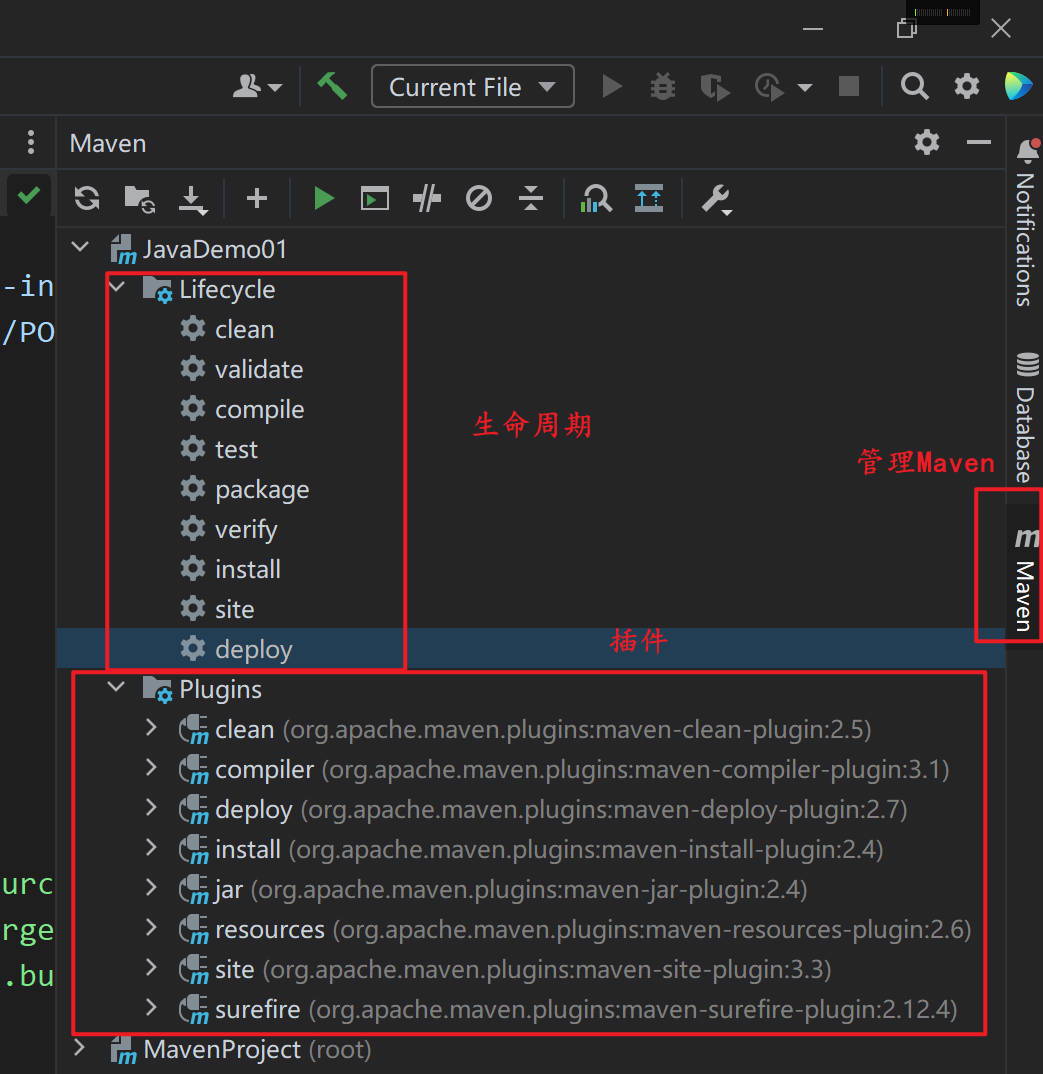 Current File
Maven
JavaDemo01
Lifecycle
clean
validate
compile
test
package
verify
install
site
deploy
生命周期
管理Maven
插件
Plugins
clean (org.apache.maven.plugins:maven-clean-plugin:2.5)
compiler (org.apache.maven.plugins:maven-compiler-plugin:3.1)
deploy (org.apache.maven.plugins:maven-deploy-plugin:2.7)
install (org.apache.maven.plugins:maven-install-plugin:2.4)
jar (org.apache.maven.plugins:maven-jar-plugin:2.4)
resources (org.apache.maven.plugins:maven-resources-plugin:2.6)
site (org.apache.maven.plugins:maven-site-plugin:3.3)
surefire (org.apache.maven.plugins:maven-surefire-plugin:2.12.4)
MavenProject (root)
-in
/PO
urc
rge
.bu
Notifications
Database
m Maven